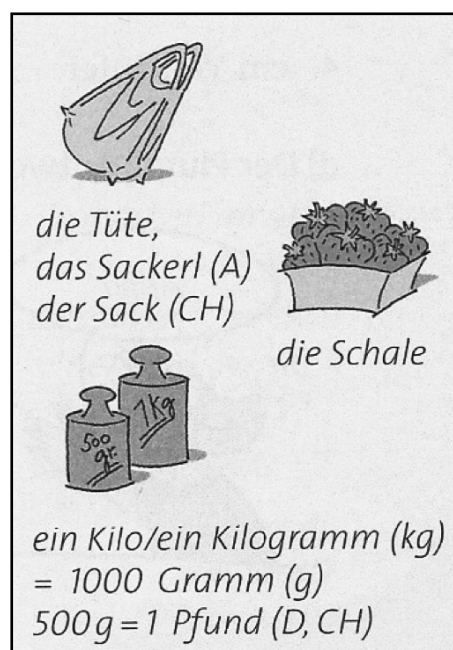 die Tüte,
das Sackerl (A)
der Sack (CH)
die Schale
500
gr.
1kg
ein Kilo/ein Kilogramm (kg)
= 1000 Gramm (g)
500g = 1 Pfund (D, CH)